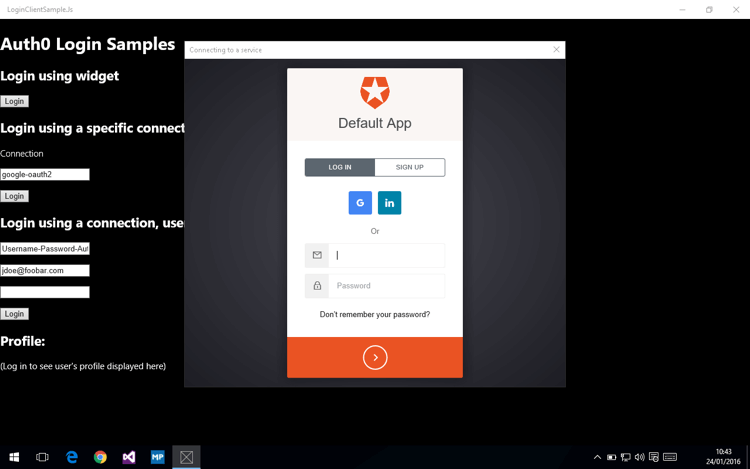 LoginClientSample.Js
Auth0 Login Samples
Login using widget
Login
Login using a specific connect
Connection
google-oauth2
Login
Login using a connection, use
Username-Password-Aut
jdoe@foobar.com
Login
Profile:
(Log in to see user's profile displayed here)
Connecting to a service
Default App
LOG IN
SIGN UP
G
in
Or
Password
Don't remember your password?
MP
10:43
24/01/2016